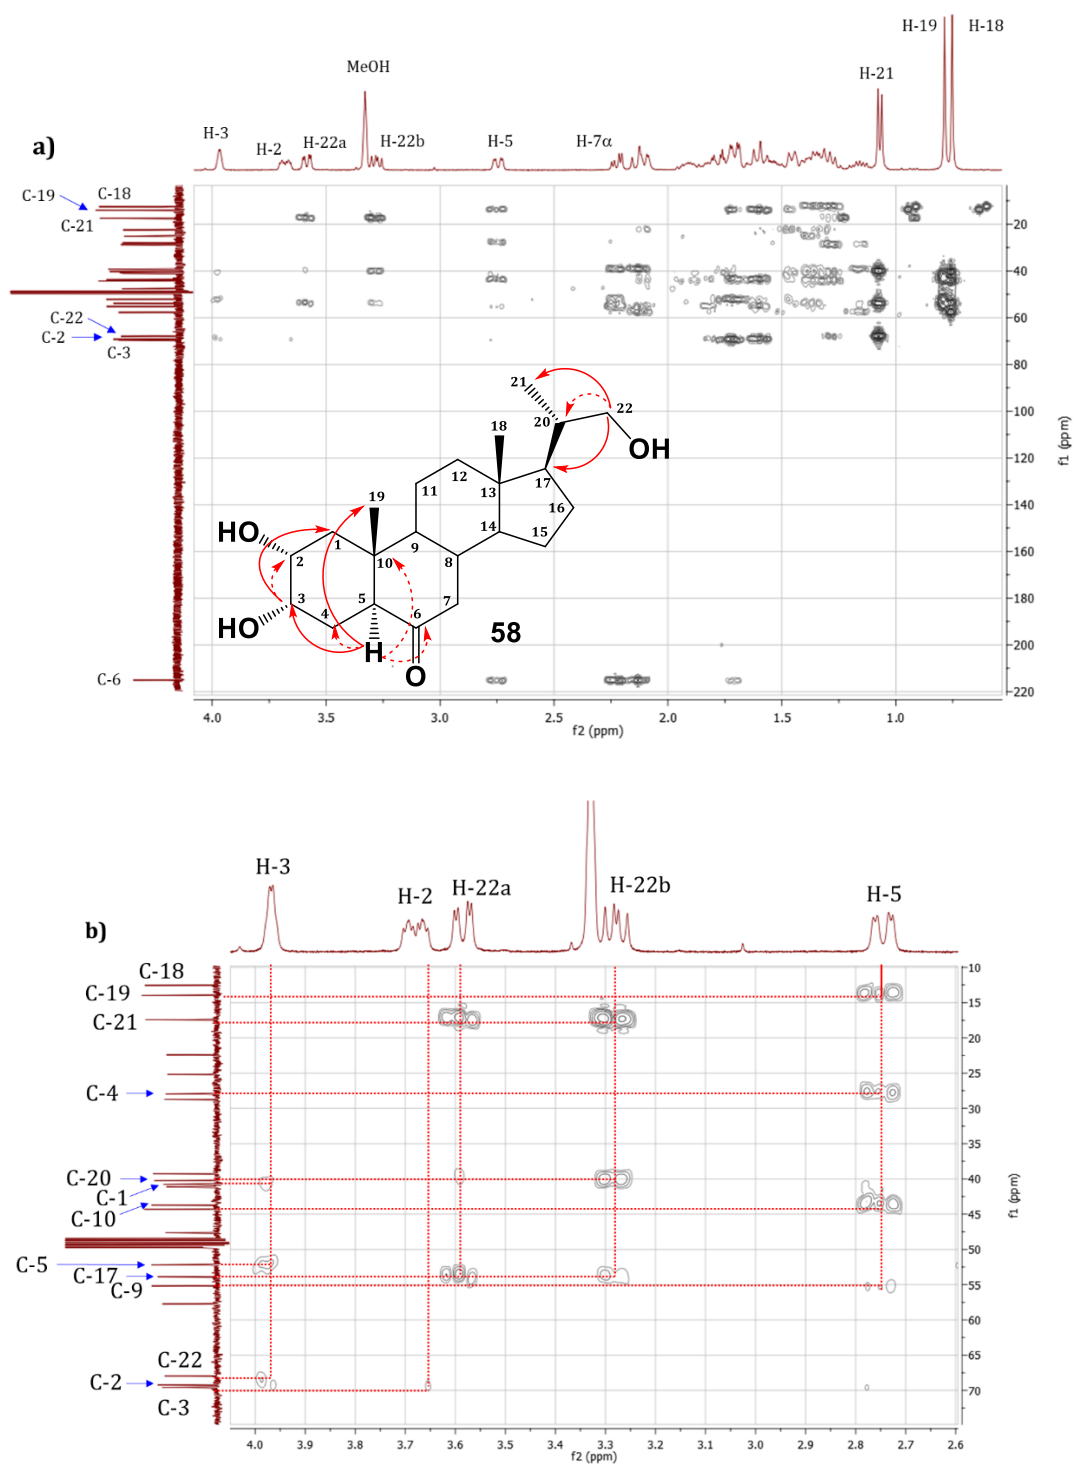 H-19
H-18
MeOH
H-21
a)
H-3
H-2
H-22a
H-22b
H-5
H-7α
C-19
C-18
C-21
C-22
C-2
C-3
C-6
20
40
60
80
100
120
140
160
180
200
220
f1 (ppm)
4.0
3.5
3.0
2.5
2.0
1.5
1.0
f2 (ppm)
21
22
20
OH
18
17
12
13
11
16
19
14
15
HO
1
9
2
10
8
3
5
7
4
6
HO
H
O
58
b)
H-3
H-2
H-22a
H-22b
H-5
C-18
C-19
C-21
C-4
C-20
C-1
C-10
C-5
C-17
C-9
C-22
C-2
C-3
10
15
20
25
30
35
40
45
50
55
60
65
70
f1 (ppm)
4.0
3.9
3.8
3.7
3.6
3.5
3.4
3.3
3.2
3.1
3.0
2.9
2.8
2.7
2.6
f2 (ppm)